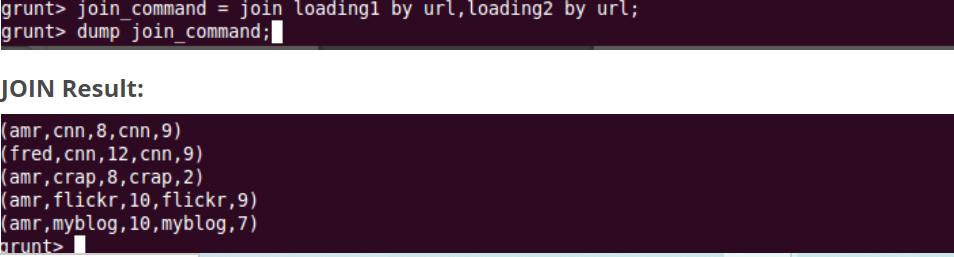 grunt> join_command = join loading1 by url,loading2 by url;
grunt> dump join_command;
JOIN Result:
(amr,cnn,8,cnn,9)
(fred,cnn,12,cnn,9)
(amr,crap,8,crap,2)
(amr,flickr,10,flickr,9)
(amr,myblog,10,myblog,7)
grunt>